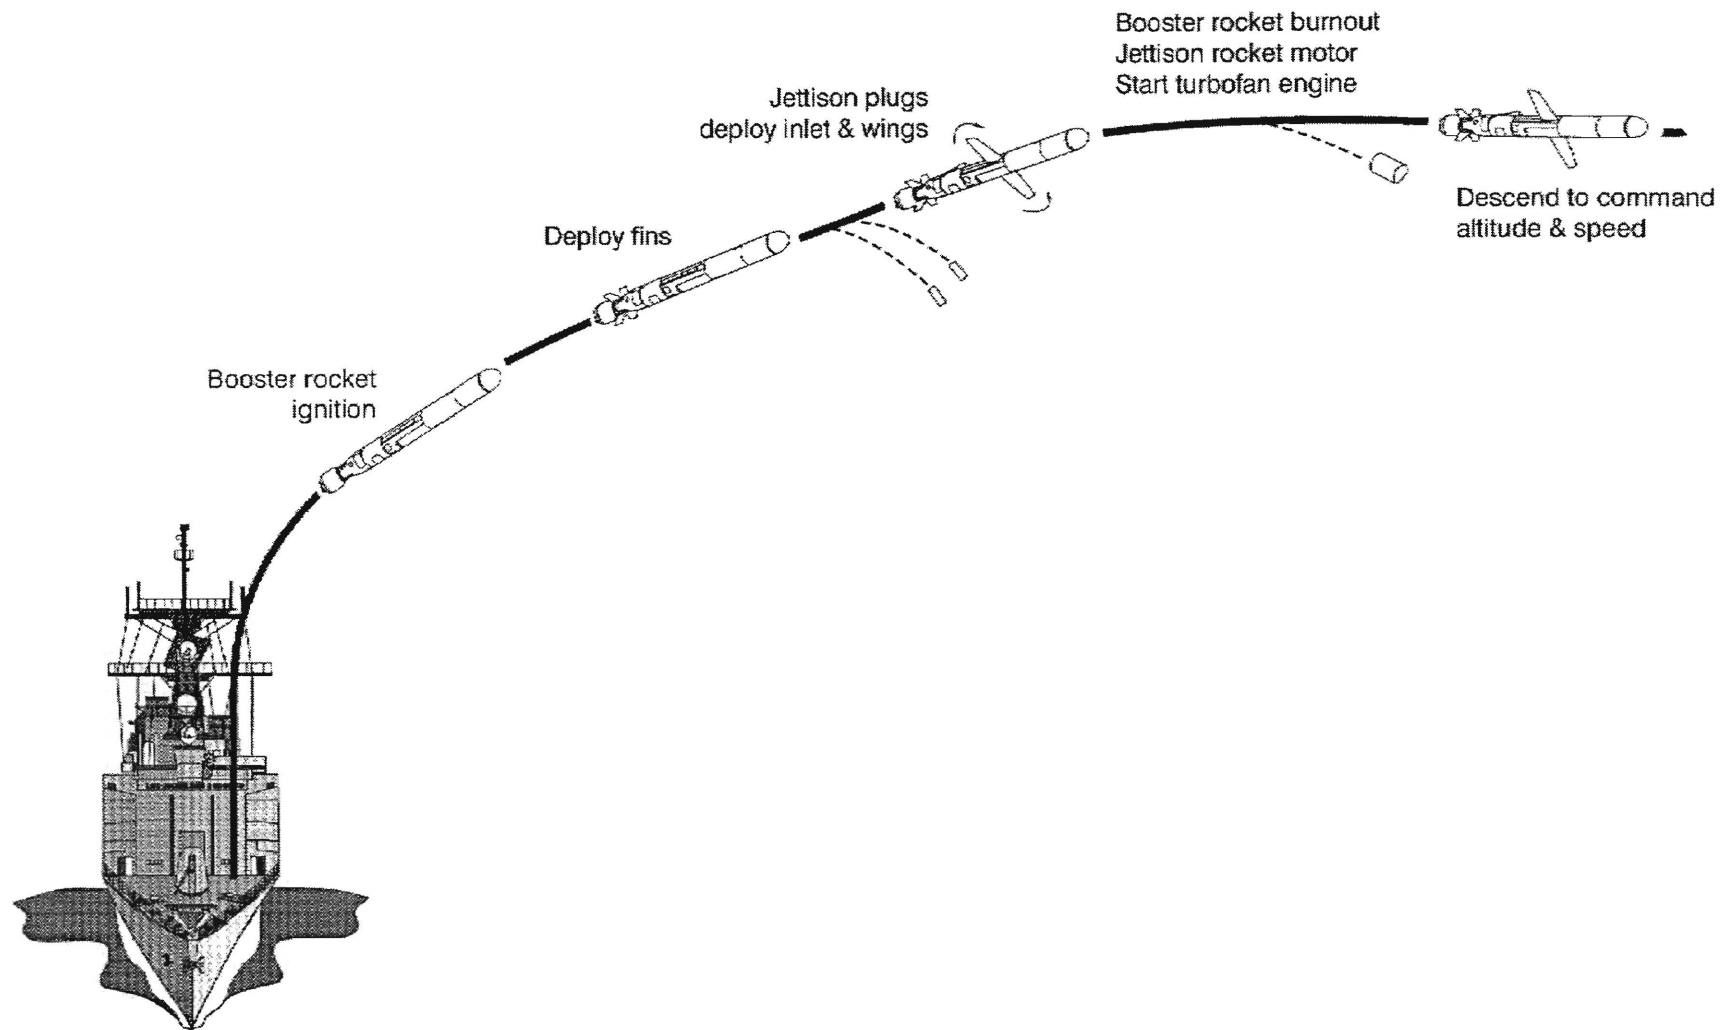 Booster rocket burnout
Jettison rocket motor
Start turbofan engine
Jettison plugs
deploy inlet & wings
Descend to command
altitude & speed
Deploy fins
Booster rocket
ignition